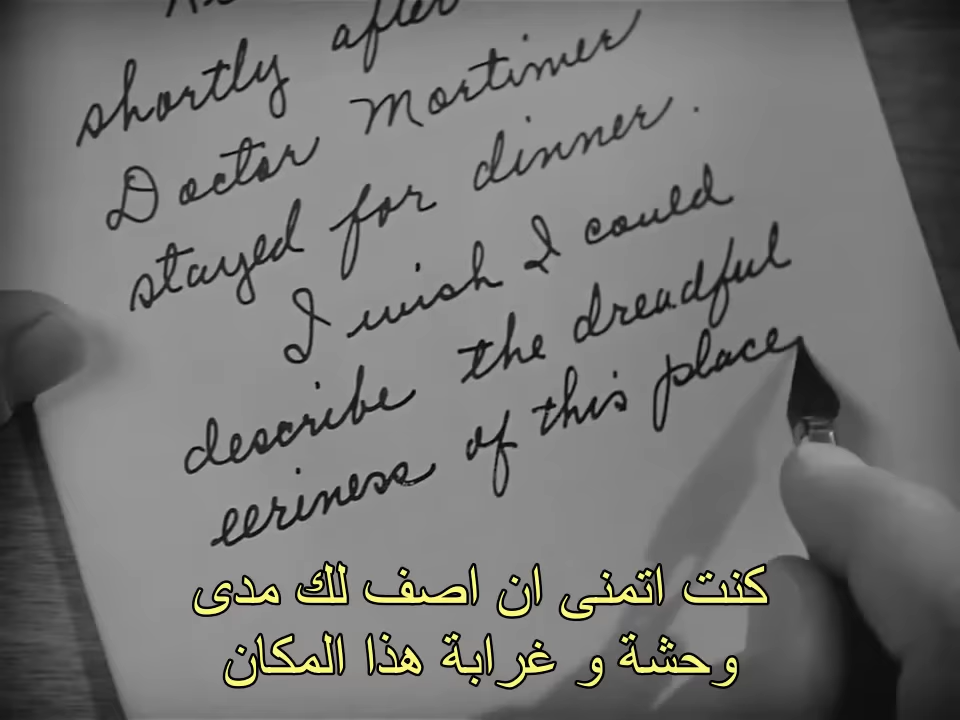 shortly after
Doctor Mortimer
stayed for dinner.
I wish I could
describe the dreadful
eeriness of this place
كنت اتمنى ان اصف لك مدى
وحشة و غرابة هذا المكان